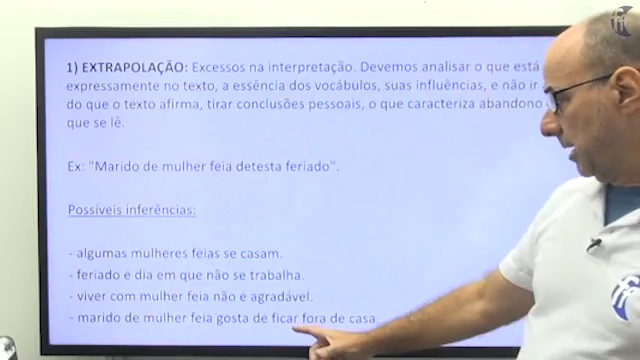 1) EXTRAPOLAÇÃO: Excessos na interpretação. Devemos analisar o que está
expressamente no texto, a essência dos vocábulos, suas influências, e não ir
do que o texto afirma, tirar conclusões pessoais, o que caracteriza abandono
que se lê.
Ex: "Marido de mulher feia detesta feriado".
Possíveis inferências:
- algumas mulheres feias se casam.
- feriado é dia em que não se trabalha.
- viver com mulher feia não é agradável.
- marido de mulher feia gosta de ficar fora de casa